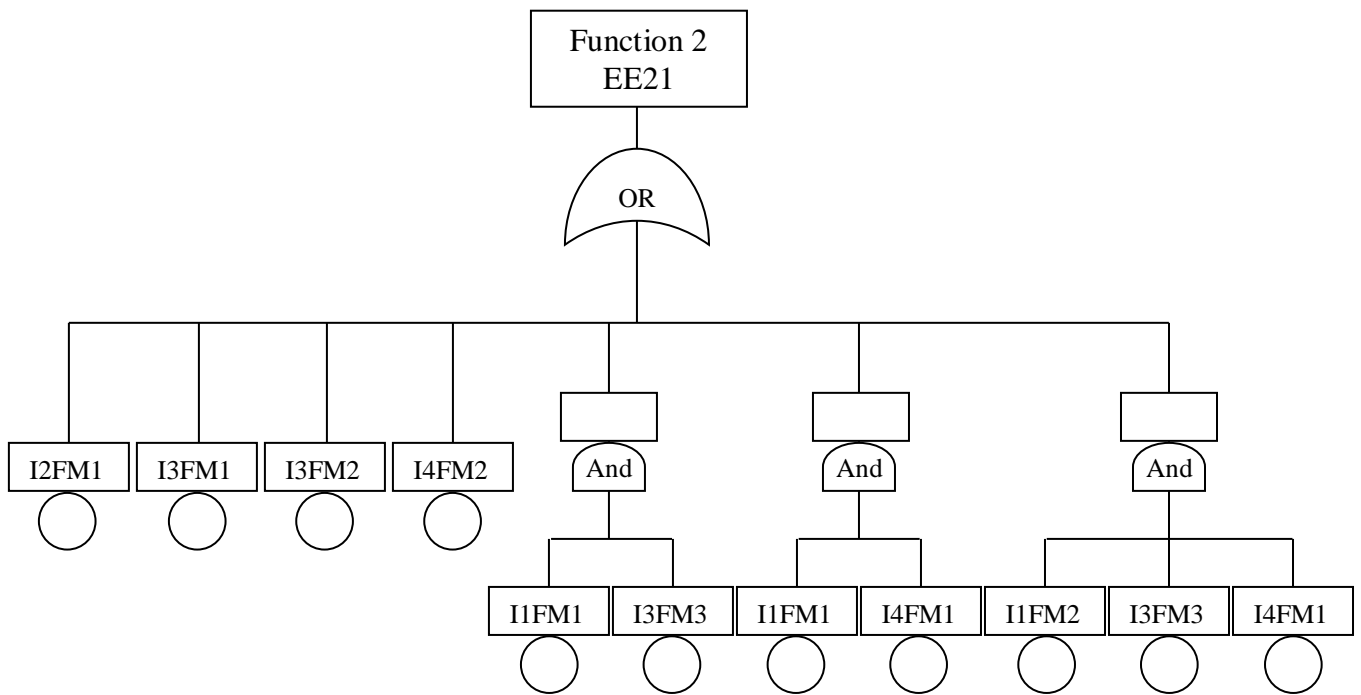 Function 2
EE21
OR
I2FM1
I3FM1
I3FM2
I4FM2
And
And
And
I1FM1
I3FM3
I1FM1
I4FM1
I1FM2
I3FM3
I4FM1